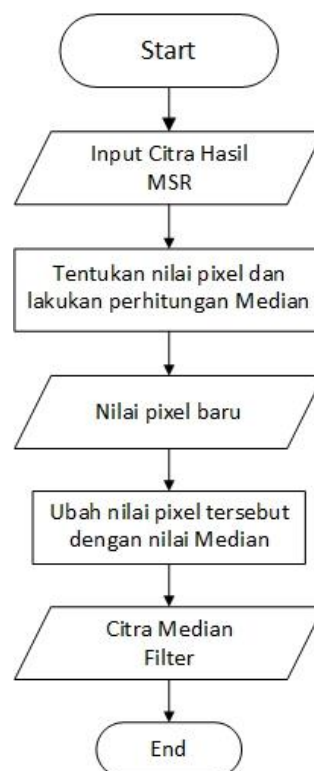 Start
Input Citra Hasil
MSR
Tentukan nilai pixel dan
lakukan perhitungan Median
Nilai pixel baru
Ubah nilai pixel tersebut
dengan nilai Median
Citra Median
Filter
End